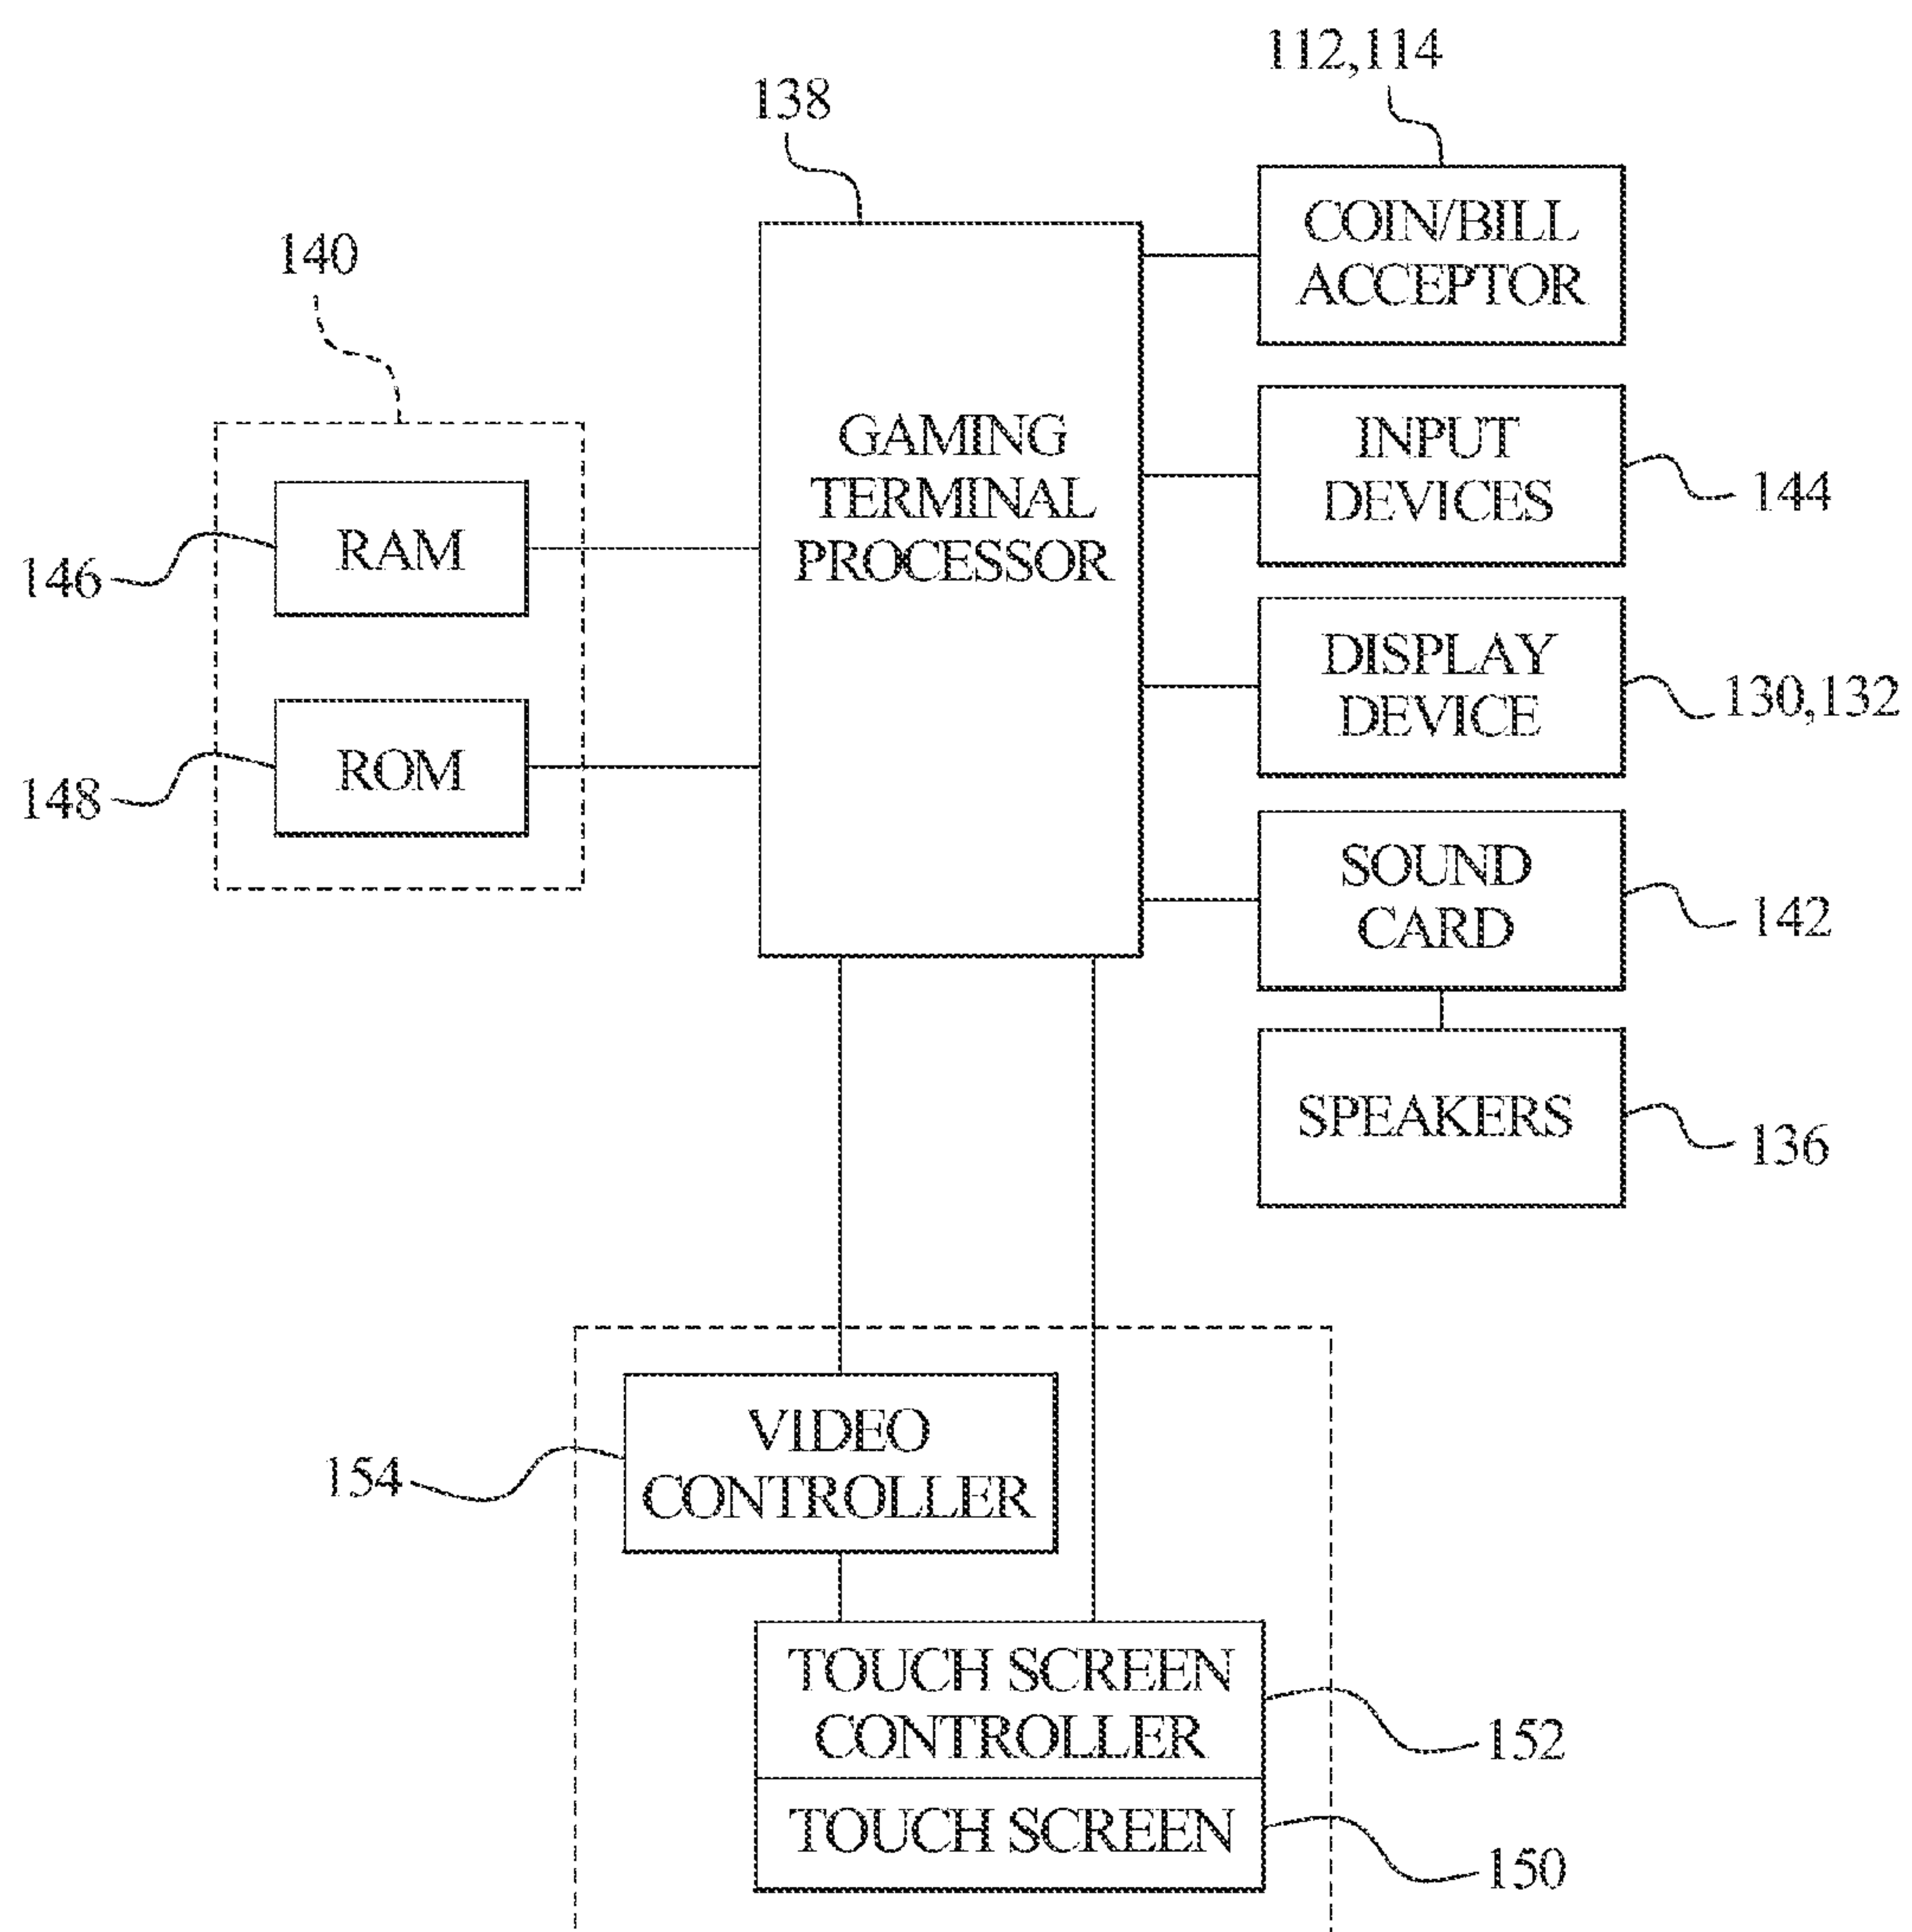 112,114
138
COIN/BILL
ACCEPTOR
140
GAMING
TERMINAL
PROCESSOR
INPUT
DEVICES
144
RAM
146
DISPLAY
DEVICE
130,132
ROM
148
SOUND
CARD
142
SPEAKERS
136
VIDEO
CONTROLLER
154
TOUCH SCREEN
CONTROLLER
152
TOUCH SCREEN
150